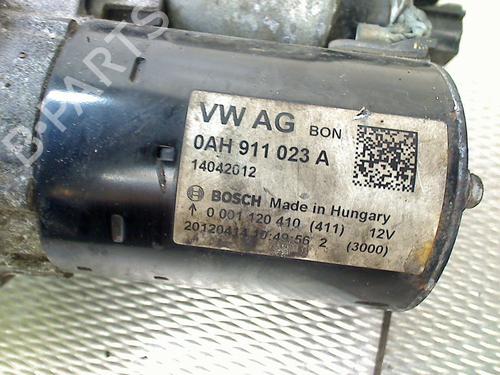 B-PARTS
VW AG BON
0AH 911 023 A
14042012
BOSCH Made in Hungary
0 001 120 410 (411) 12V
20120414 10:49:56 2 (3000)